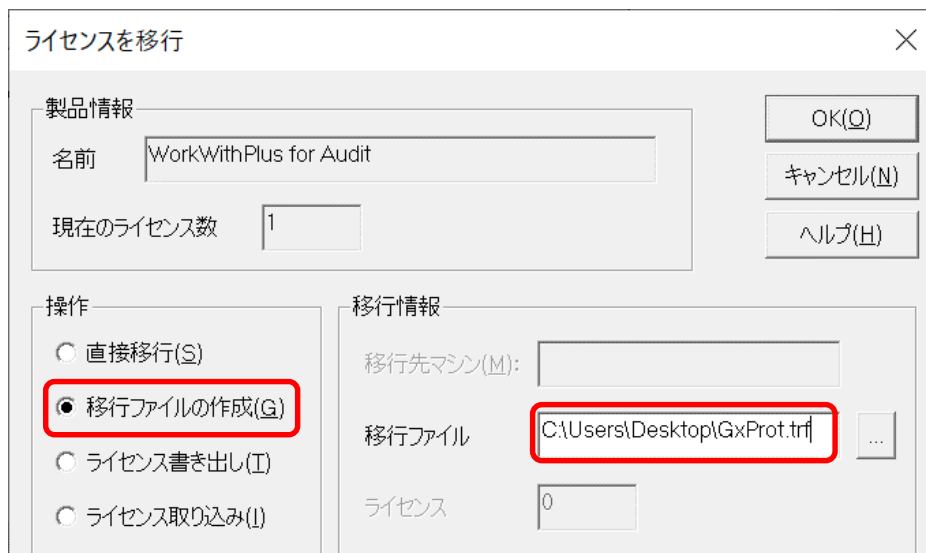 ライセンスを移行
製品情報
名前 WorkWithPlus for Audit
現在のライセンス数 1
OK(O)
キャンセル(N)
ヘルプ(H)
操作
直接移行(S)
移行ファイルの作成(G)
ライセンス書き出し(T)
ライセンス取り込み(I)
移行情報
移行先マシン(M):
移行ファイル C:\Users\Desktop\GxProt.trf ...
ライセンス 0